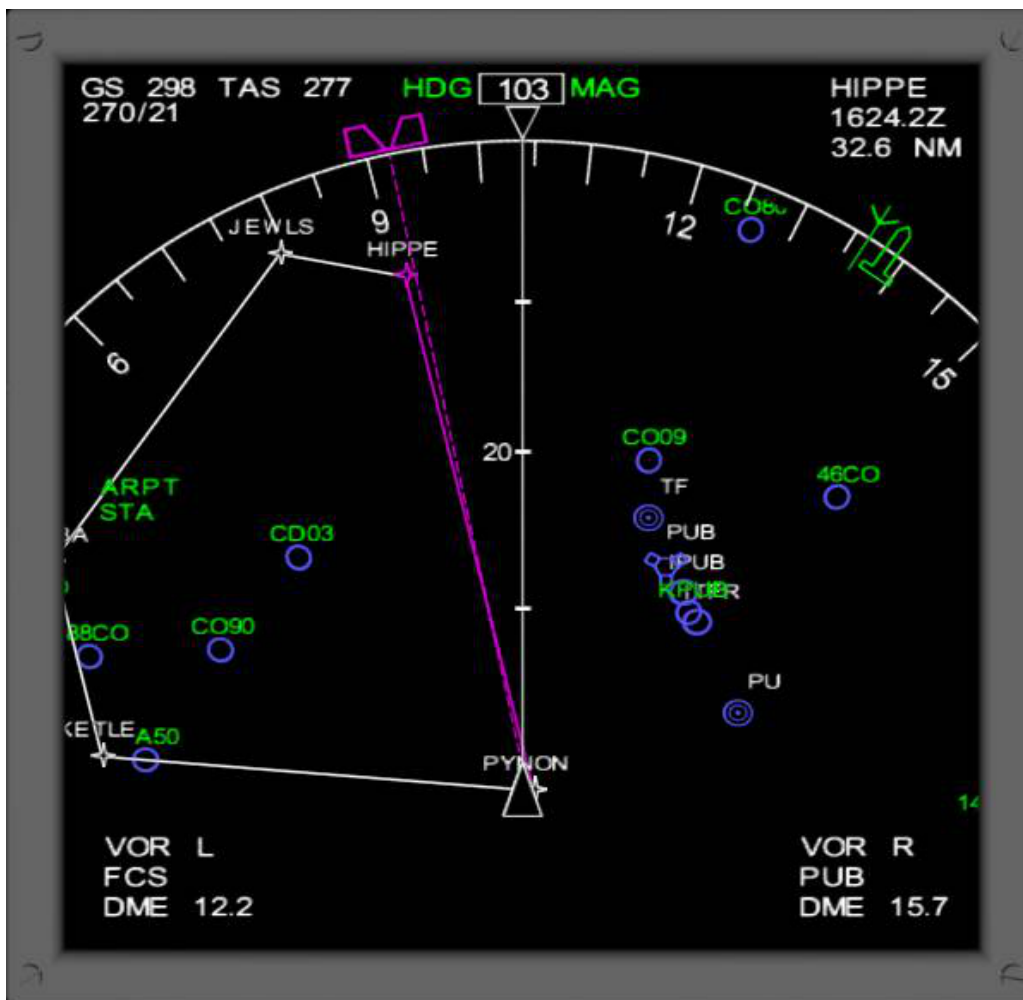 GS 298 TAS 277 HDG 103 MAG
270/21
HIPPE
1624.2Z
32.6 NM
9
12
6
15
JEWLS
HIPPE
20
ARPT
STA
CO09
TF
46CO
PUB
IPUB
CD03
88CO
CO90
PU
KETLE
A50
PYNON
14
VOR L
FCS
DME 12.2
VOR R
PUB
DME 15.7